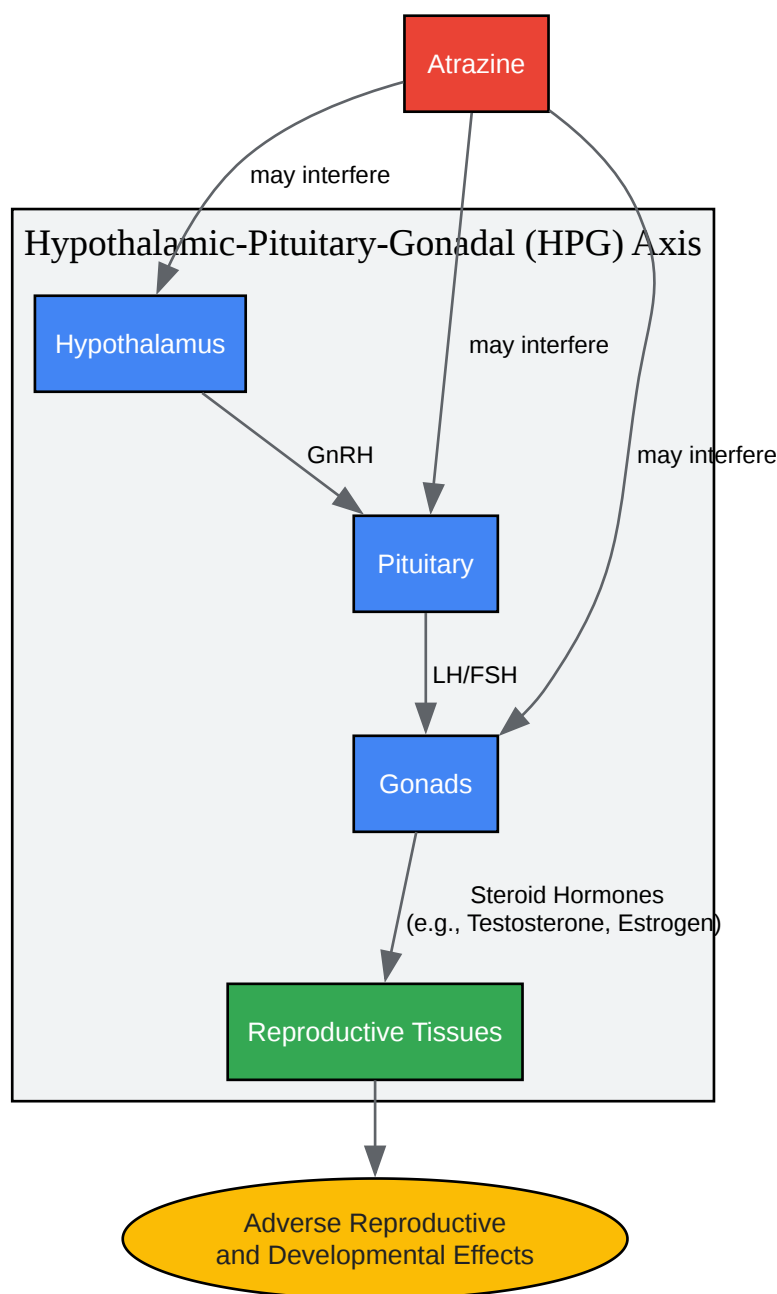 Atrazine
may interfere
Hypothalamic-Pituitary-Gonadal (HPG) Axis
Hypothalamus
may interfere
GnRH
may interfere
Pituitary
LH/FSH
Gonads
Steroid Hormones
(e.g., Testosterone, Estrogen)
Reproductive Tissues
Adverse Reproductive
and Developmental Effects